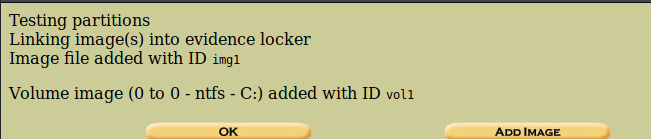 Testing partitions
Linking image(s) into evidence locker
Image file added with ID img1
Volume image (0 to 0 - ntfs - C:) added with ID vol1
OK
ADD IMAGE